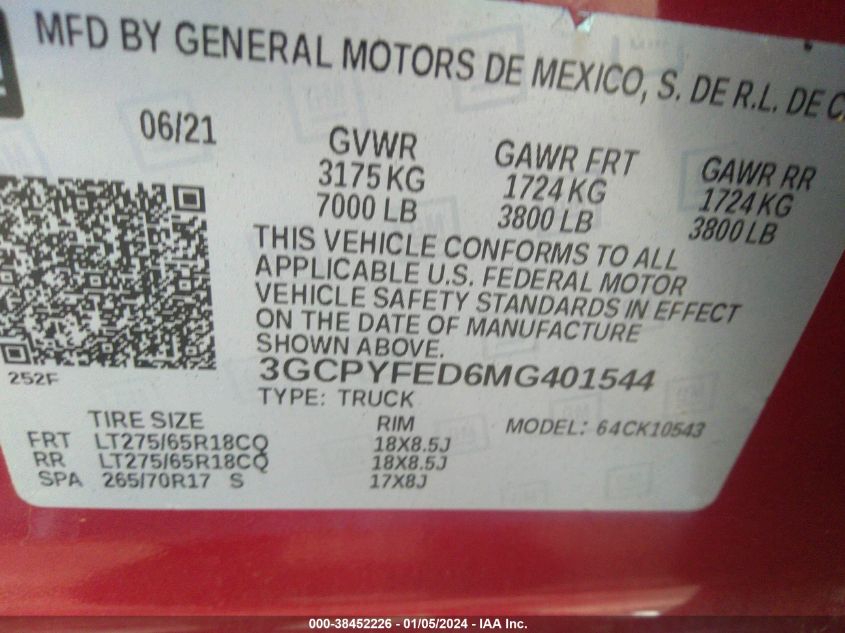 MFD BY GENERAL MOTORS DE MEXICO, S. DE R.L. DE C
06/21
GVWR
3175 KG
7000 LB
GAWR FRT
1724 KG
3800 LB
GAWR RR
1724 KG
3800 LB
THIS VEHICLE CONFORMS TO ALL
APPLICABLE U.S. FEDERAL MOTOR
VEHICLE SAFETY STANDARDS IN EFFECT
ON THE DATE OF MANUFACTURE
SHOWN ABOVE.
252F
3GCPYFED6MG401544
TYPE: TRUCK
TIRE SIZE RIM MODEL: 64CK10543
FRT LT275/65R18CQ 18X8.5J
RR LT275/65R18CQ 18X8.5J
SPA 265/70R17 S 17X8J
000-38452226 - 01/05/2024 - IAA Inc.